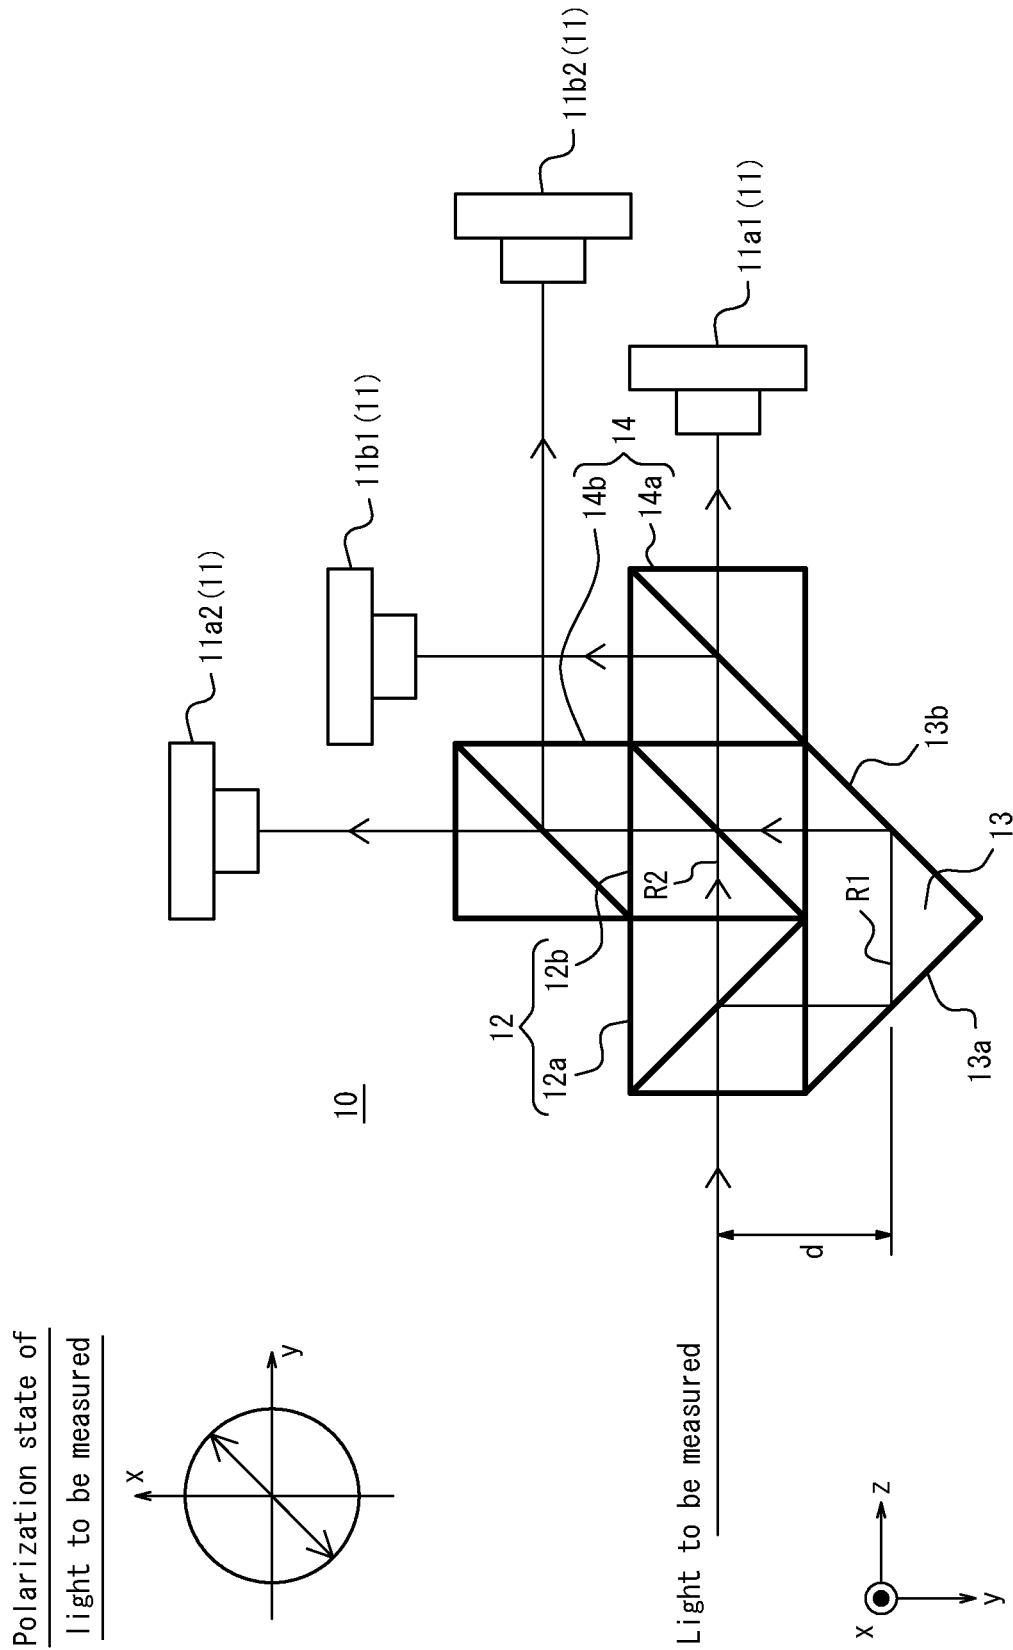 Polarization state of
light to be measured
x
y
10
11a2(11)
11b1(11)
11b2(11)
11a1(11)
12
12a
12b
14
14b
14a
R2
R1
13b
13
13a
d
Light to be measured
x
z
y